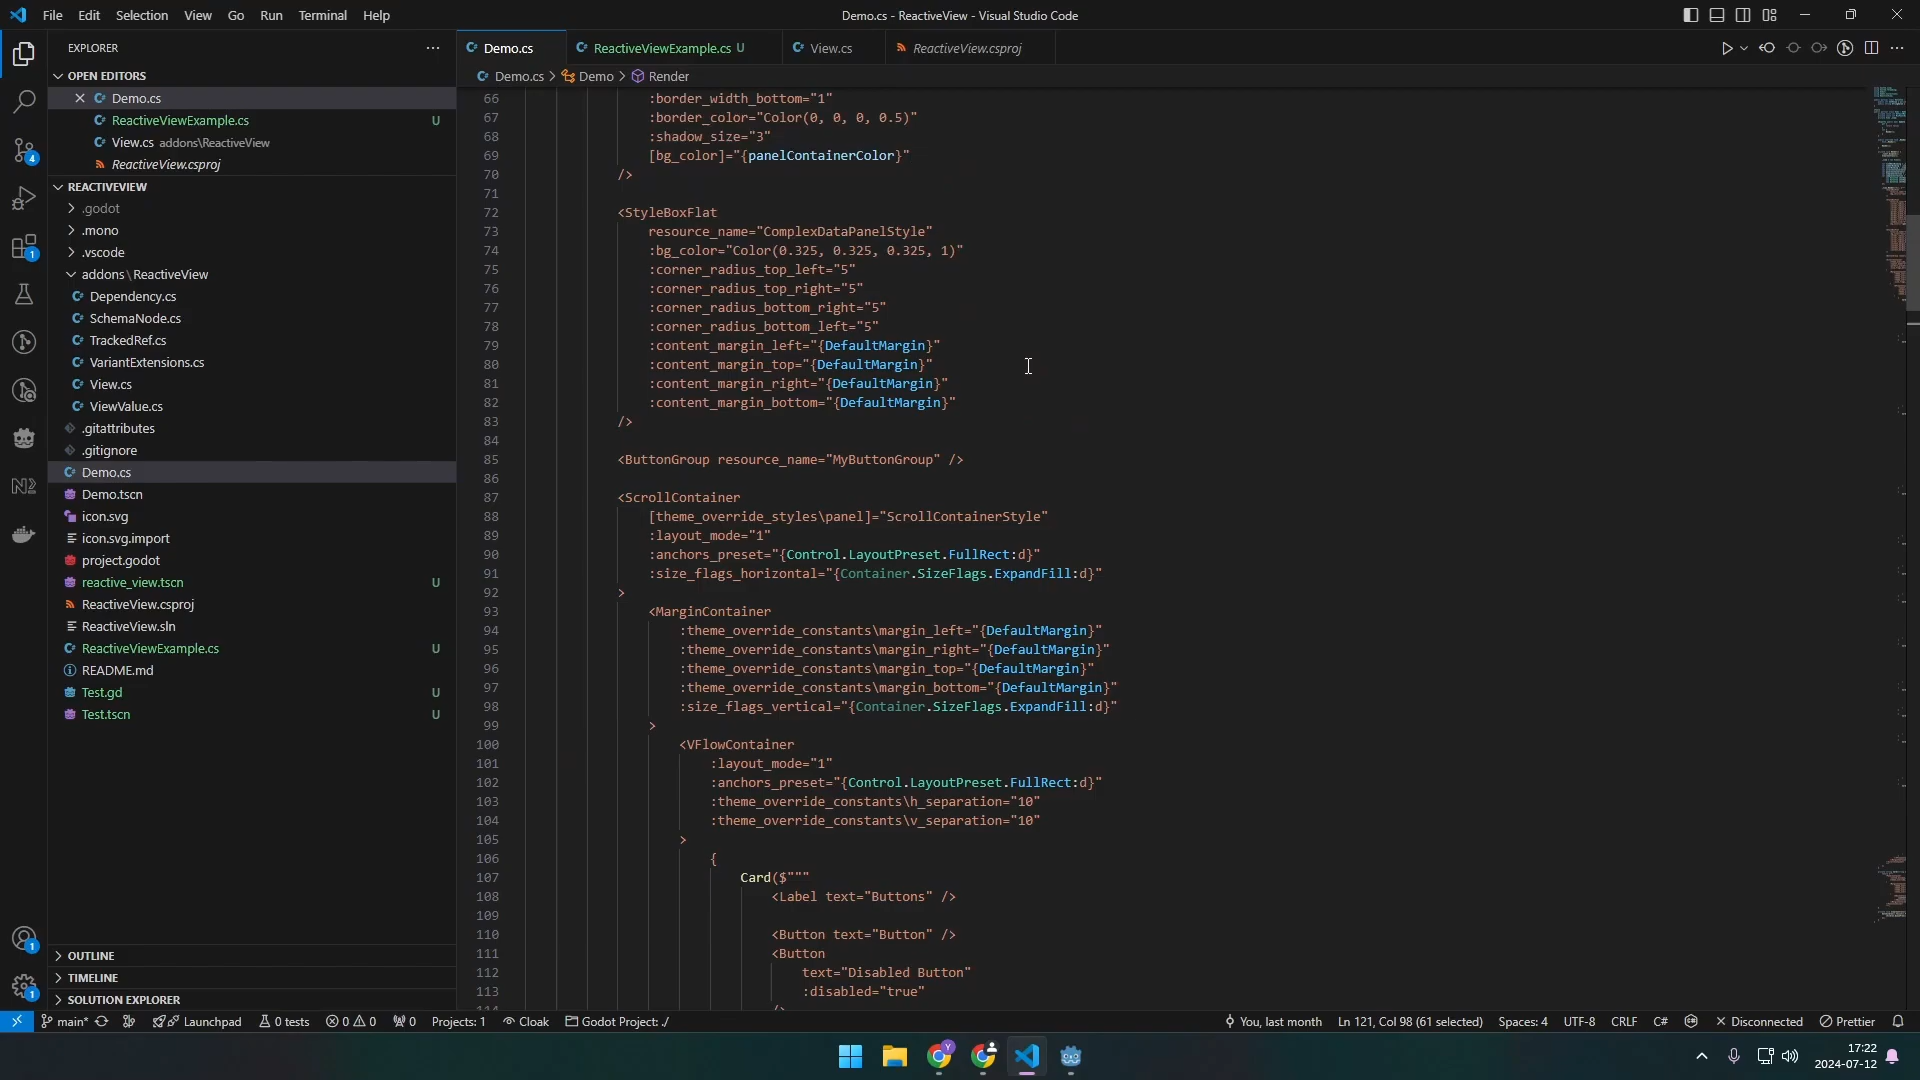 File Edit Selection View Go Run Terminal Help
Demo.cs - ReactiveView - Visual Studio Code
EXPLORER
OPEN EDITORS
Demo.cs
ReactiveViewExample.cs U
View.cs addons\ReactiveView
ReactiveView.csproj
REACTIVEVIEW
.godot
.mono
.vscode
addons\ReactiveView
Dependency.cs
SchemaNode.cs
TrackedRef.cs
VariantExtensions.cs
View.cs
ViewValue.cs
.gitattributes
.gitignore
Demo.cs
Demo.tscn
icon.svg
icon.svg.import
project.godot
reactive_view.tscn U
ReactiveView.csproj
ReactiveView.sln
ReactiveViewExample.cs U
README.md
Test.gd U
Test.tscn U
OUTLINE
TIMELINE
SOLUTION EXPLORER
4
1
1
1
Demo.cs ReactiveViewExample.cs U View.cs ReactiveView.csproj
Demo.cs > Demo > Render
66 :border_width_bottom="1"
67 :border_color="Color(0, 0, 0, 0.5)"
68 :shadow_size="3"
69 [bg_color]="{panelContainerColor}"
70 />
71
72 <StyleBoxFlat
73 resource_name="ComplexDataPanelStyle"
74 :bg_color="Color(0.325, 0.325, 0.325, 1)"
75 :corner_radius_top_left="5"
76 :corner_radius_top_right="5"
77 :corner_radius_bottom_right="5"
78 :corner_radius_bottom_left="5"
79 :content_margin_left="{DefaultMargin}"
80 :content_margin_top="{DefaultMargin}"
81 :content_margin_right="{DefaultMargin}"
82 :content_margin_bottom="{DefaultMargin}"
83 />
84
85 <ButtonGroup resource_name="MyButtonGroup" />
86
87 <ScrollContainer
88 [theme_override_styles\panel]="ScrollContainerStyle"
89 :layout_mode="1"
90 :anchors_preset="{Control.LayoutPreset.FullRect:d}"
91 :size_flags_horizontal="{Container.SizeFlags.ExpandFill:d}"
92 >
93 <MarginContainer
94 :theme_override_constants\margin_left="{DefaultMargin}"
95 :theme_override_constants\margin_right="{DefaultMargin}"
96 :theme_override_constants\margin_top="{DefaultMargin}"
97 :theme_override_constants\margin_bottom="{DefaultMargin}"
98 :size_flags_vertical="{Container.SizeFlags.ExpandFill:d}"
99 >
100 <VFlowContainer
101 :layout_mode="1"
102 :anchors_preset="{Control.LayoutPreset.FullRect:d}"
103 :theme_override_constants\h_separation="10"
104 :theme_override_constants\v_separation="10"
105 >
106 {
107 Card($"""
108 <Label text="Buttons" />
109
110 <Button text="Button" />
111 <Button
112 text="Disabled Button"
113 :disabled="true"
114 />
main* Launchpad 0 tests 0 0 0 Projects: 1 Cloak Godot Project: ./ You, last month Ln 121, Col 98 (61 selected) Spaces: 4 UTF-8 CRLF C# Disconnected Prettier
17:22
2024-07-12